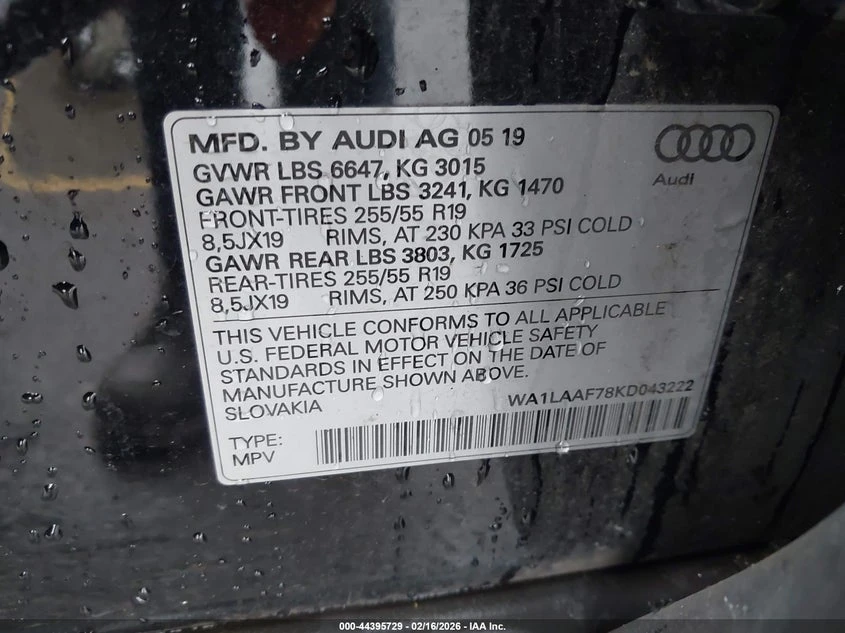 MFD. BY AUDI AG 05 19
GVWR LBS 6647, KG 3015
GAWR FRONT LBS 3241, KG 1470
FRONT-TIRES 255/55 R19
8,5JX19 RIMS, AT 230 KPA 33 PSI COLD
GAWR REAR LBS 3803, KG 1725
REAR-TIRES 255/55 R19
8,5JX19 RIMS, AT 250 KPA 36 PSI COLD
Audi
THIS VEHICLE CONFORMS TO ALL APPLICABLE
U.S. FEDERAL MOTOR VEHICLE SAFETY
STANDARDS IN EFFECT ON THE DATE OF
MANUFACTURE SHOWN ABOVE.
SLOVAKIA WA1LAAF78KD043222
TYPE:
MPV
000-44395729 - 02/16/2026 - IAA Inc.